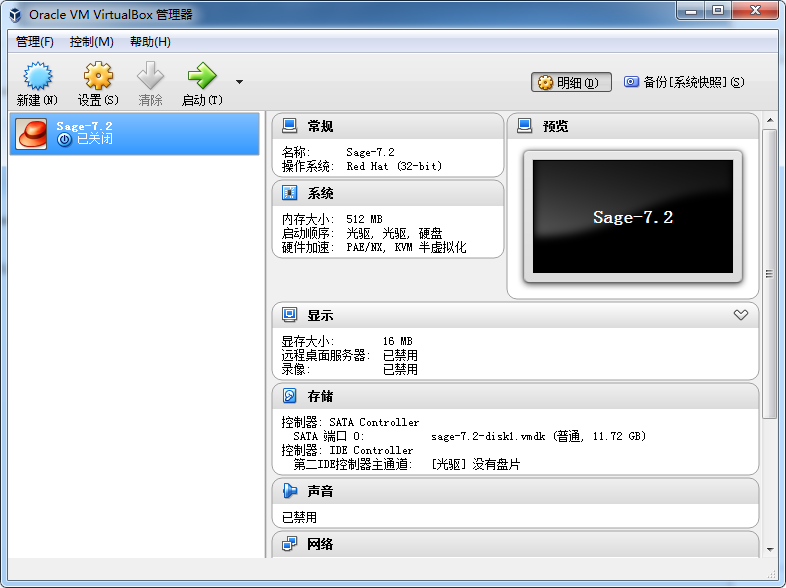 Oracle VM VirtualBox 管理器
管理(F) 控制(M) 帮助(H)
新建(N) 设置(S) 清除 启动(T)
明细(D) 备份[系统快照](S)
Sage-7.2
已关闭
常规
名称: Sage-7.2
操作系统: Red Hat (32-bit)
系统
内存大小: 512 MB
启动顺序: 光驱, 光驱, 硬盘
硬件加速: PAE/NX, KVM 半虚拟化
预览
Sage-7.2
显示
显存大小: 16 MB
远程桌面服务器: 已禁用
录像: 已禁用
存储
控制器: SATA Controller
SATA 端口 0: sage-7.2-disk1.vmdk (普通, 11.72 GB)
控制器: IDE Controller
第二IDE控制器主通道: [光驱] 没有盘片
声音
已禁用
网络